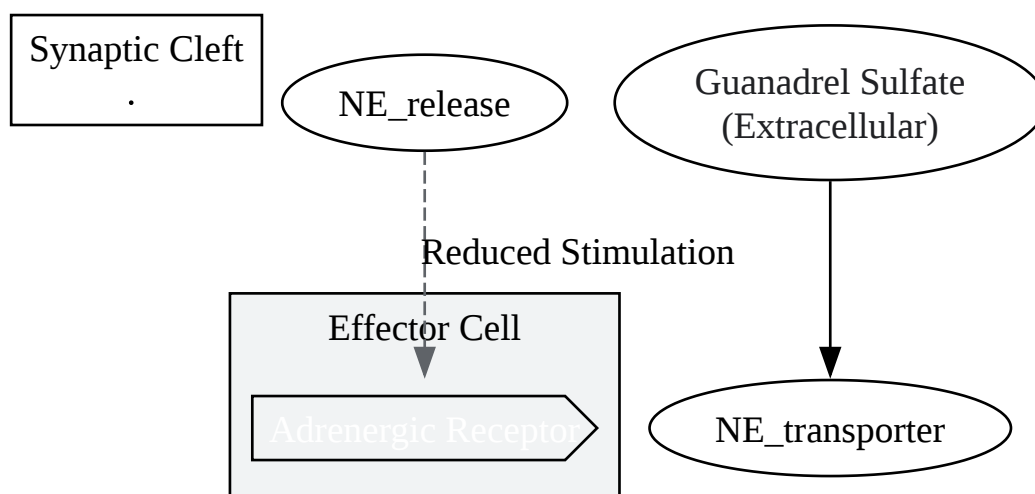 Synaptic Cleft
.
NE_release
Guanadrel Sulfate
(Extracellular)
Reduced Stimulation
Effector Cell
Adrenergic Receptor
NE_transporter